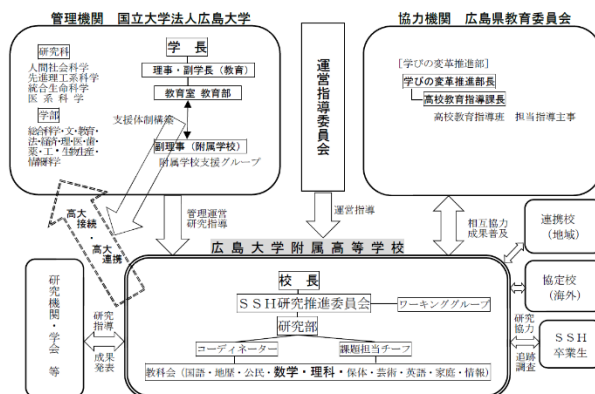 管理機関 国立大学法人広島大学
研究科
人間社会科学
先進理工系科学
統合生命科学
医系科学
学部
総合科学・文・教育・
法・経済・理・医・歯・
薬・工・生物生産・
情報科学
学長
理事・副学長(教育)
教育室 教育部
支援体制構築
副理事(附属学校)
附属学校支援グループ
運営指導委員会
協力機関 広島県教育委員会
[学びの変革推進部]
学びの変革推進部長
高校教育指導課長
高校教育指導班 担当指導主事
高大
接続
・
高大
連携
管理運営
研究指導
運営指導
相互協力
成果普及
連携校
(地域)
協定校
(海外)
研究
協力
追跡
調査
SSH
卒業生
研究機関・学会 等
研究
指導
成果
発表
広島大学附属高等学校
校長
SSH研究推進委員会
ワーキンググループ
研究部
コーディネーター
課題担当チーフ
教科会(国語・地歴・公民・数学・理科・保体・芸術・英語・家庭・情報)